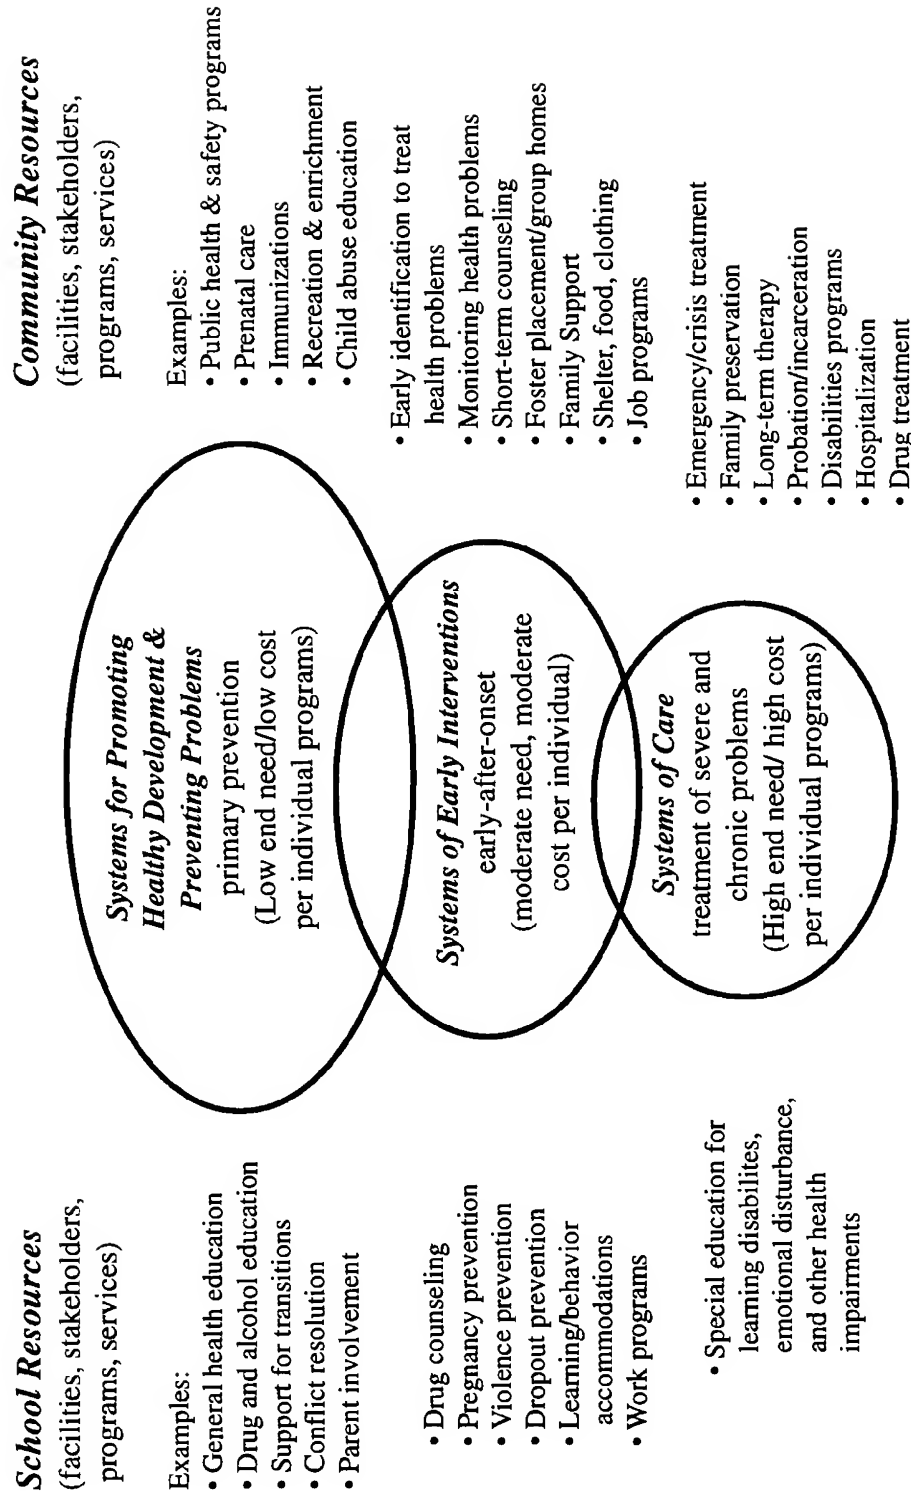 School Resources
(facilities, stakeholders,
programs, services)
Examples:
• General health education
• Drug and alcohol education
• Support for transitions
• Conflict resolution
• Parent involvement
• Drug counseling
• Pregnancy prevention
• Violence prevention
• Dropout prevention
• Learning/behavior
accommodations
• Work programs
• Special education for
learning disabilites,
emotional disturbance,
and other health
impairments
Systems for Promoting
Healthy Development &
Preventing Problems
primary prevention
(Low end need/low cost
per individual programs)
Systems of Early Interventions
early-after-onset
(moderate need, moderate
cost per individual)
Systems of Care
treatment of severe and
chronic problems
(High end need/ high cost
per individual programs)
Community Resources
(facilities, stakeholders,
programs, services)
Examples:
• Public health & safety programs
• Prenatal care
• Immunizations
• Recreation & enrichment
• Child abuse education
• Early identification to treat
health problems
• Monitoring health problems
• Short-term counseling
• Foster placement/group homes
• Family Support
• Shelter, food, clothing
• Job programs
• Emergency/crisis treatment
• Family preservation
• Long-term therapy
• Probation/incarceration
• Disabilities programs
• Hospitalization
• Drug treatment